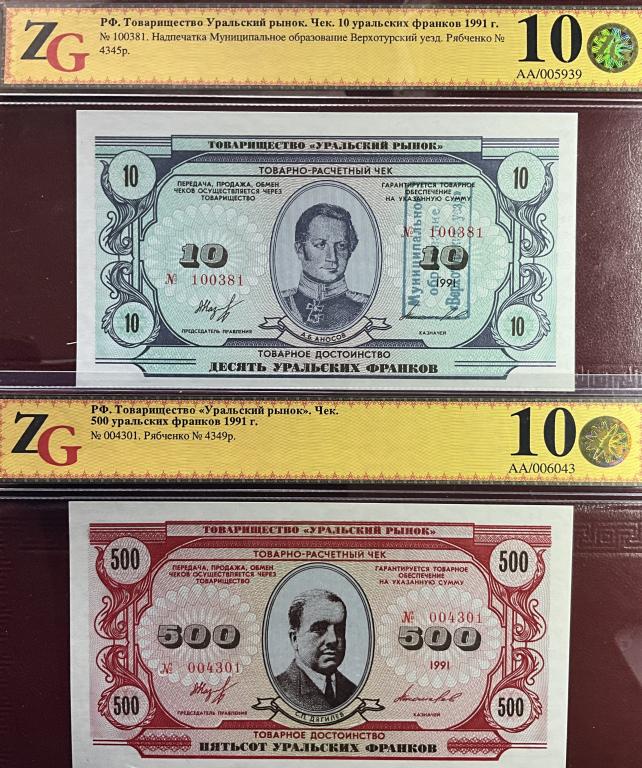 ZG
РФ. Товарищество Уральский рынок. Чек. 10 уральских франков 1991 г.
№ 100381. Надпечатка Муниципальное образование Верхотурский уезд. Рябченко №
4345р.
10
AA/005939
ТОВАРИЩЕСТВО «УРАЛЬСКИЙ РЫНОК»
ТОВАРНО-РАСЧЕТНЫЙ ЧЕК
10
10
ПЕРЕДАЧА, ПРОДАЖА, ОБМЕН
ЧЕКОВ ОСУЩЕСТВЛЯЕТСЯ ЧЕРЕЗ
ТОВАРИЩЕСТВО
ГАРАНТИРУЕТСЯ ТОВАРНОЕ
ОБЕСПЕЧЕНИЕ
НА УКАЗАННУЮ СУММУ
Муниципальное
образование
Верхотурский уезд
№ 100381
10
10
№ 100381
1991
10
10
ПРЕДСЕДАТЕЛЬ ПРАВЛЕНИЯ
А.Б. АНОСОВ
КАЗНАЧЕЙ
ТОВАРНОЕ ДОСТОИНСТВО
ДЕСЯТЬ УРАЛЬСКИХ ФРАНКОВ
ZG
РФ. Товарищество «Уральский рынок». Чек.
500 уральских франков 1991 г.
№ 004301. Рябченко № 4349р.
10
AA/006043
ТОВАРИЩЕСТВО «УРАЛЬСКИЙ РЫНОК»
ТОВАРНО-РАСЧЕТНЫЙ ЧЕК
500
500
ПЕРЕДАЧА, ПРОДАЖА, ОБМЕН
ЧЕКОВ ОСУЩЕСТВЛЯЕТСЯ ЧЕРЕЗ
ТОВАРИЩЕСТВО
ГАРАНТИРУЕТСЯ ТОВАРНОЕ
ОБЕСПЕЧЕНИЕ
НА УКАЗАННУЮ СУММУ
№ 004301
500
500
№ 004301
1991
500
500
ПРЕДСЕДАТЕЛЬ ПРАВЛЕНИЯ
С.П. ДЯГИЛЕВ
КАЗНАЧЕЙ
ТОВАРНОЕ ДОСТОИНСТВО
ПЯТЬСОТ УРАЛЬСКИХ ФРАНКОВ